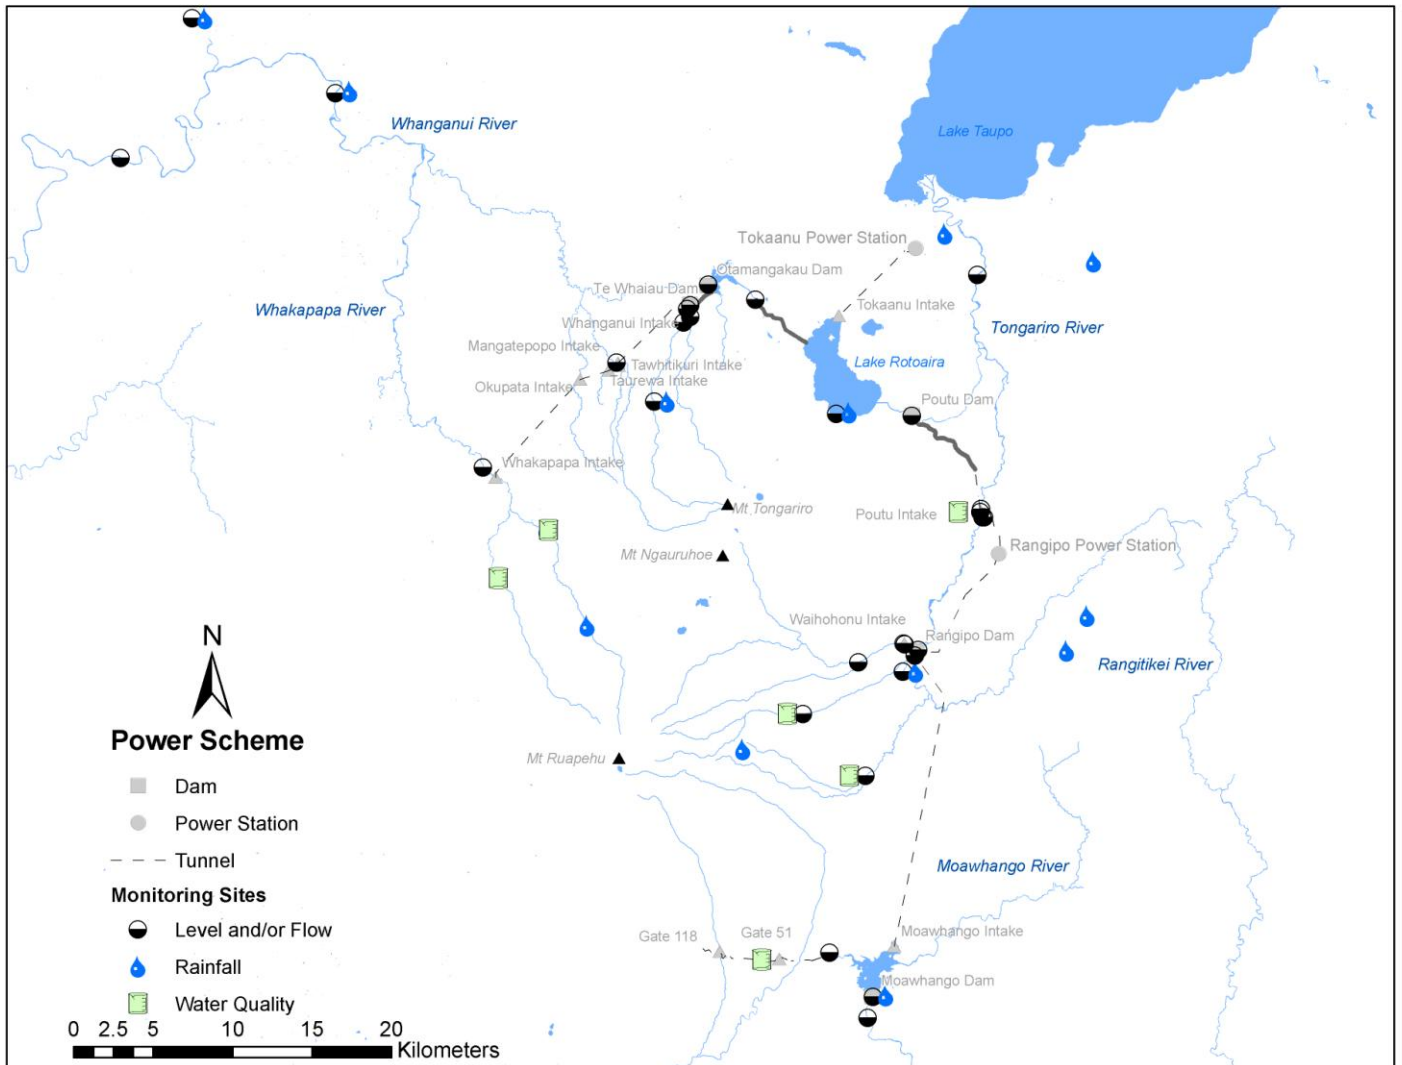 Whanganui River
Lake Taupo
Tokaanu Power Station
Otamangakau Dam
Te Whaiau Dam
Whakapapa River
Tokaanu Intake
Whanganui Intake
Tongariro River
Mangatepopo Intake
Tawhitikuri Intake
Lake Rotoaira
Okupata Intake
Taurewa Intake
Poutu Dam
Whakapapa Intake
Mt Tongariro
Poutu Intake
Mt Ngauruhoe
Rangipo Power Station
Waihohonu Intake
Rangipo Dam
Rangitikei River
N
Power Scheme
Mt Ruapehu
Dam
Power Station
Tunnel
Moawhango River
Monitoring Sites
Level and/or Flow
Gate 118
Gate 51
Moawhango Intake
Rainfall
Moawhango Dam
Water Quality
0 2.5 5 10 15 20
Kilometers